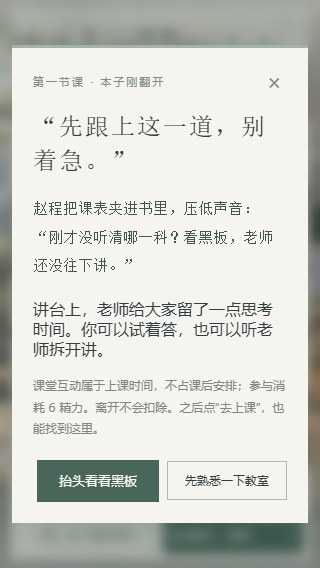 第一节课 · 本子刚翻开
×
“先跟上这一道，别
着急。”
赵程把课表夹进书里，压低声音：
“刚才没听清哪一科？看黑板，老师
还没往下讲。”
讲台上，老师给大家留了一点思考
时间。你可以试着答，也可以听老
师拆开讲。
课堂互动属于上课时间，不占课后安排；参与消
耗 6 精力。离开不会扣除。之后点“去上课”，也
能找到这里。
抬头看看黑板
先熟悉一下教室